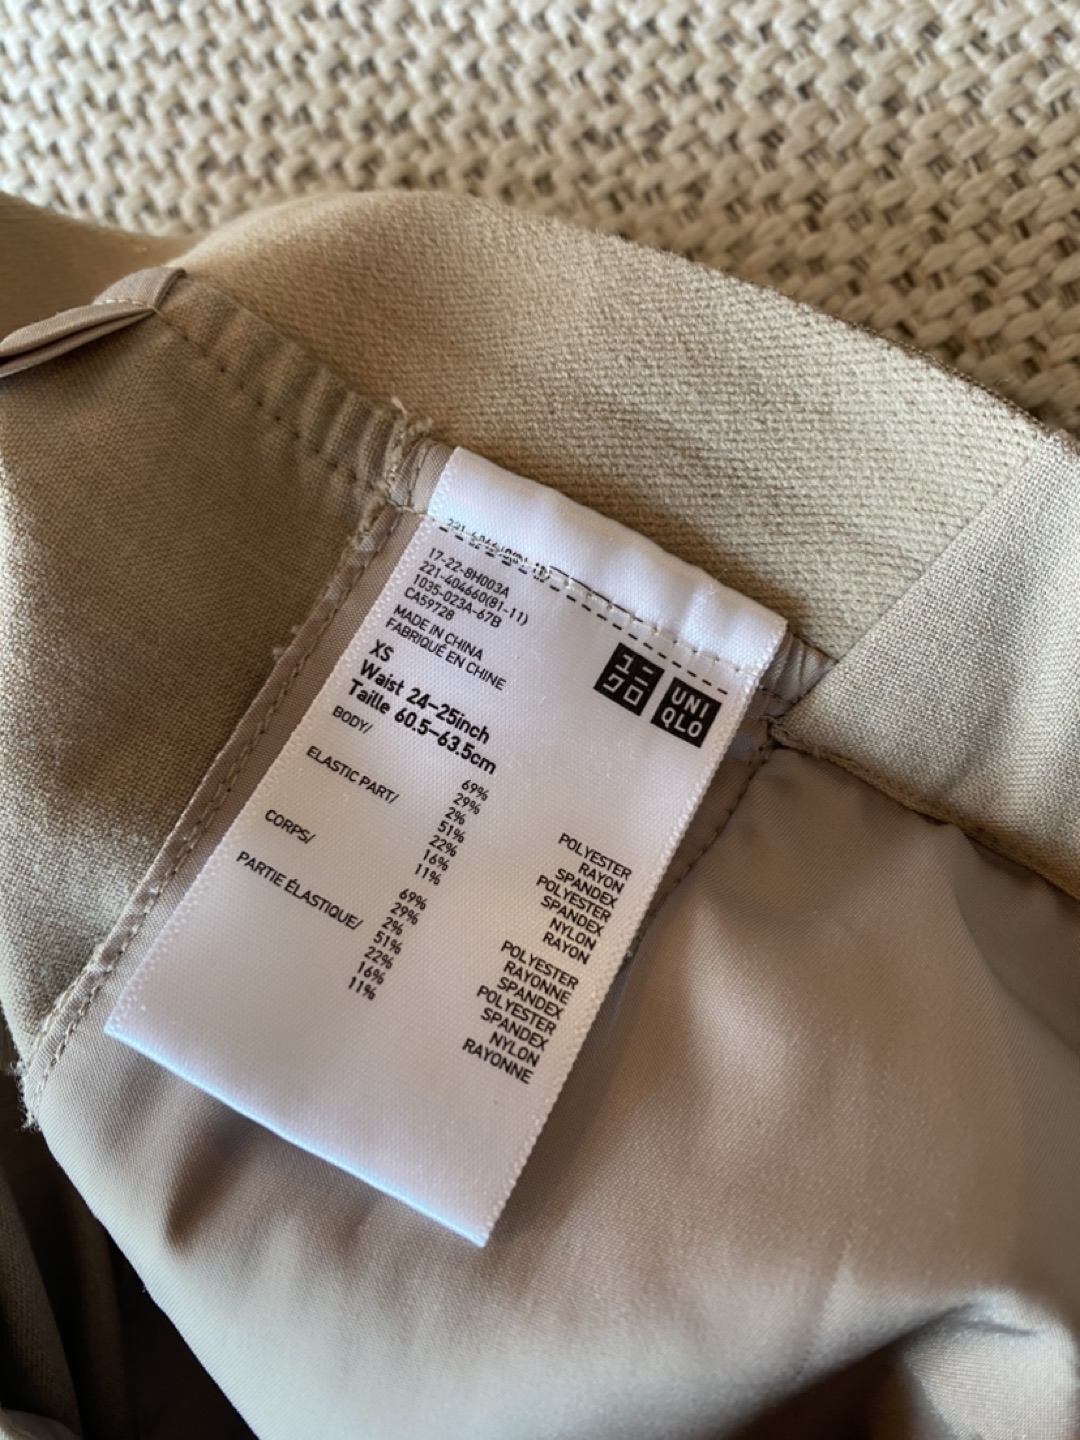 17-22-8H003A
221-404660(81-11)
1035-023A-67B
CA59728
MADE IN CHINA
FABRIQUÉ EN CHINE
ユニ
クロ
UNI
QLO
XS
Waist 24-25inch
Taille 60.5-63.5cm
BODY/
69% POLYESTER
29% RAYON
2% SPANDEX
ELASTIC PART/
51% POLYESTER
22% SPANDEX
16% NYLON
11% RAYON
CORPS/
69% POLYESTER
29% RAYONNE
2% SPANDEX
PARTIE ÉLASTIQUE/
51% POLYESTER
22% SPANDEX
16% NYLON
11% RAYONNE